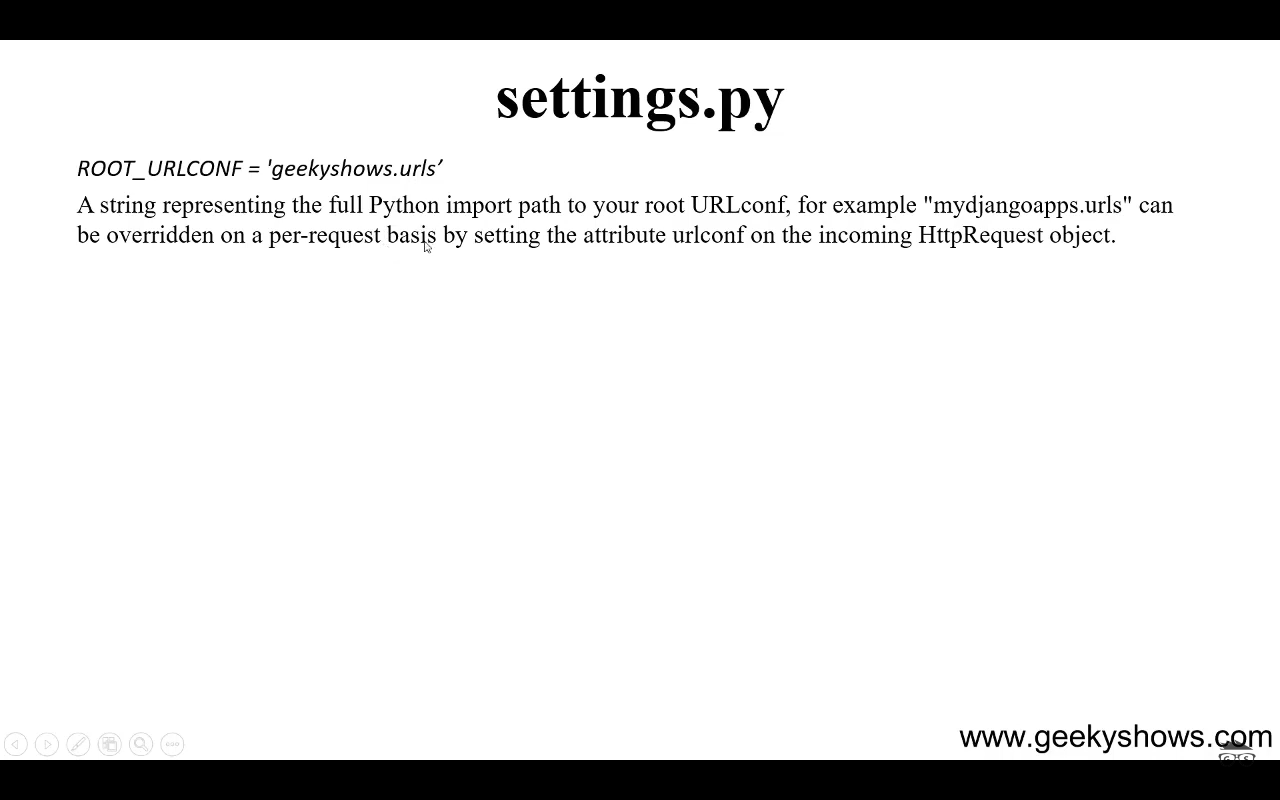 settings.py
ROOT_URLCONF = 'geekyshows.urls’
A string representing the full Python import path to your root URLconf, for example "mydjangoapps.urls" can
be overridden on a per-request basis by setting the attribute urlconf on the incoming HttpRequest object.
www.geekyshows.com
G S